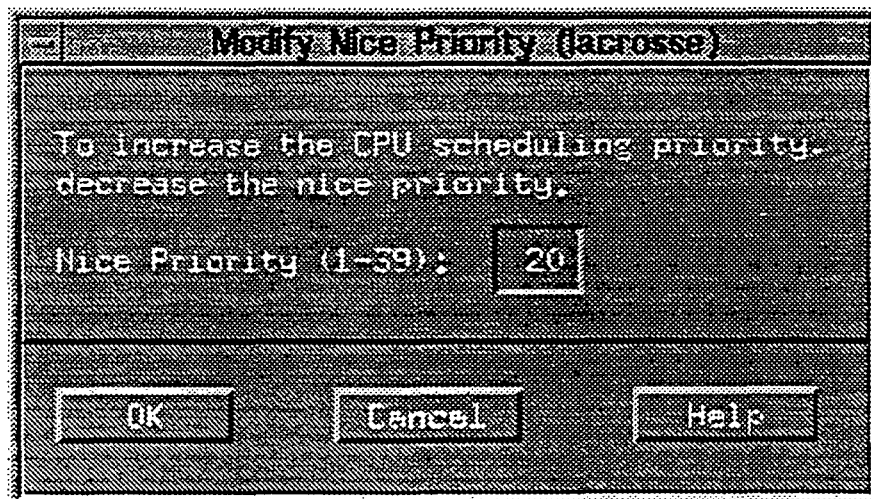 Modify Nice Priority (lacrosse)
To increase the CPU scheduling priority,
decrease the nice priority.
Nice Priority (1-39): 20
OK Cancel Help